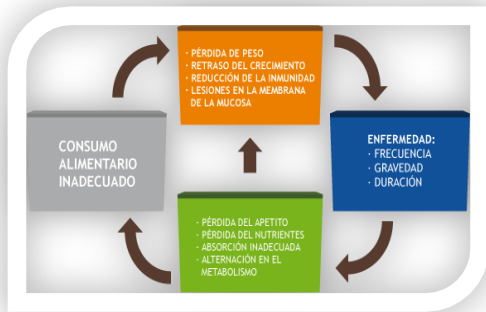 · PÉRDIDA DE PESO
· RETRASO DEL CRECIMIENTO
· REDUCCIÓN DE LA INMUNIDAD
· LESIONES EN LA MEMBRANA
DE LA MUCOSA
CONSUMO
ALIMENTARIO
INADECUADO
ENFERMEDAD:
· FRECUENCIA
· GRAVEDAD
· DURACIÓN
· PÉRDIDA DEL APETITO
· PÉRDIDA DEL NUTRIENTES
· ABSORCIÓN INADECUADA
· ALTERNACIÓN EN EL
METABOLISMO